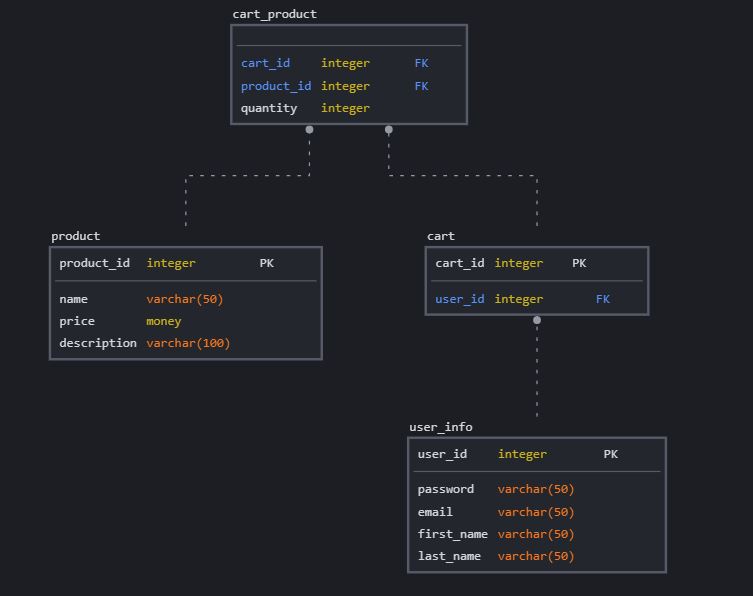 cart_product
cart_id integer FK
product_id integer FK
quantity integer
product
product_id integer PK
name varchar(50)
price money
description varchar(100)
cart
cart_id integer PK
user_id integer FK
user_info
user_id integer PK
password varchar(50)
email varchar(50)
first_name varchar(50)
last_name varchar(50)